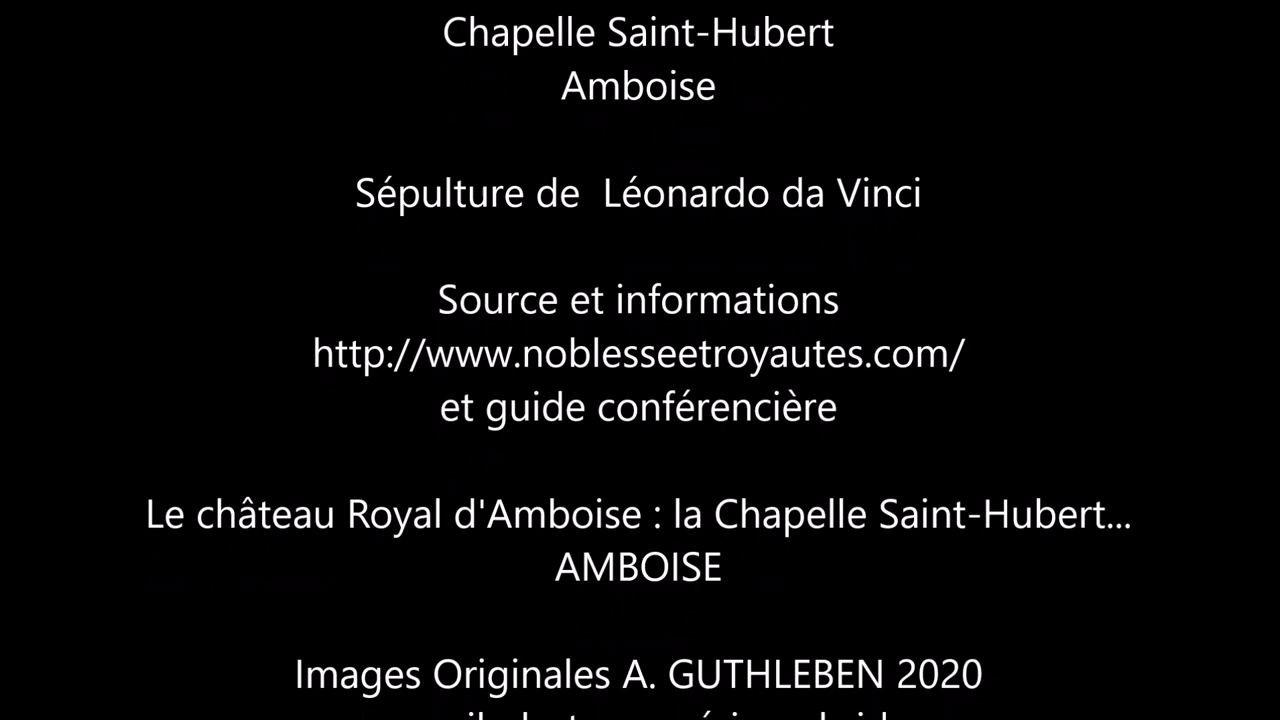 Chapelle Saint-Hubert
Amboise
Sépulture de  Léonardo da Vinci
Source et informations
http://www.noblesseetroyautes.com/
et guide conférencière
Le château Royal d'Amboise : la Chapelle Saint-Hubert...
AMBOISE
Images Originales A. GUTHLEBEN 2020